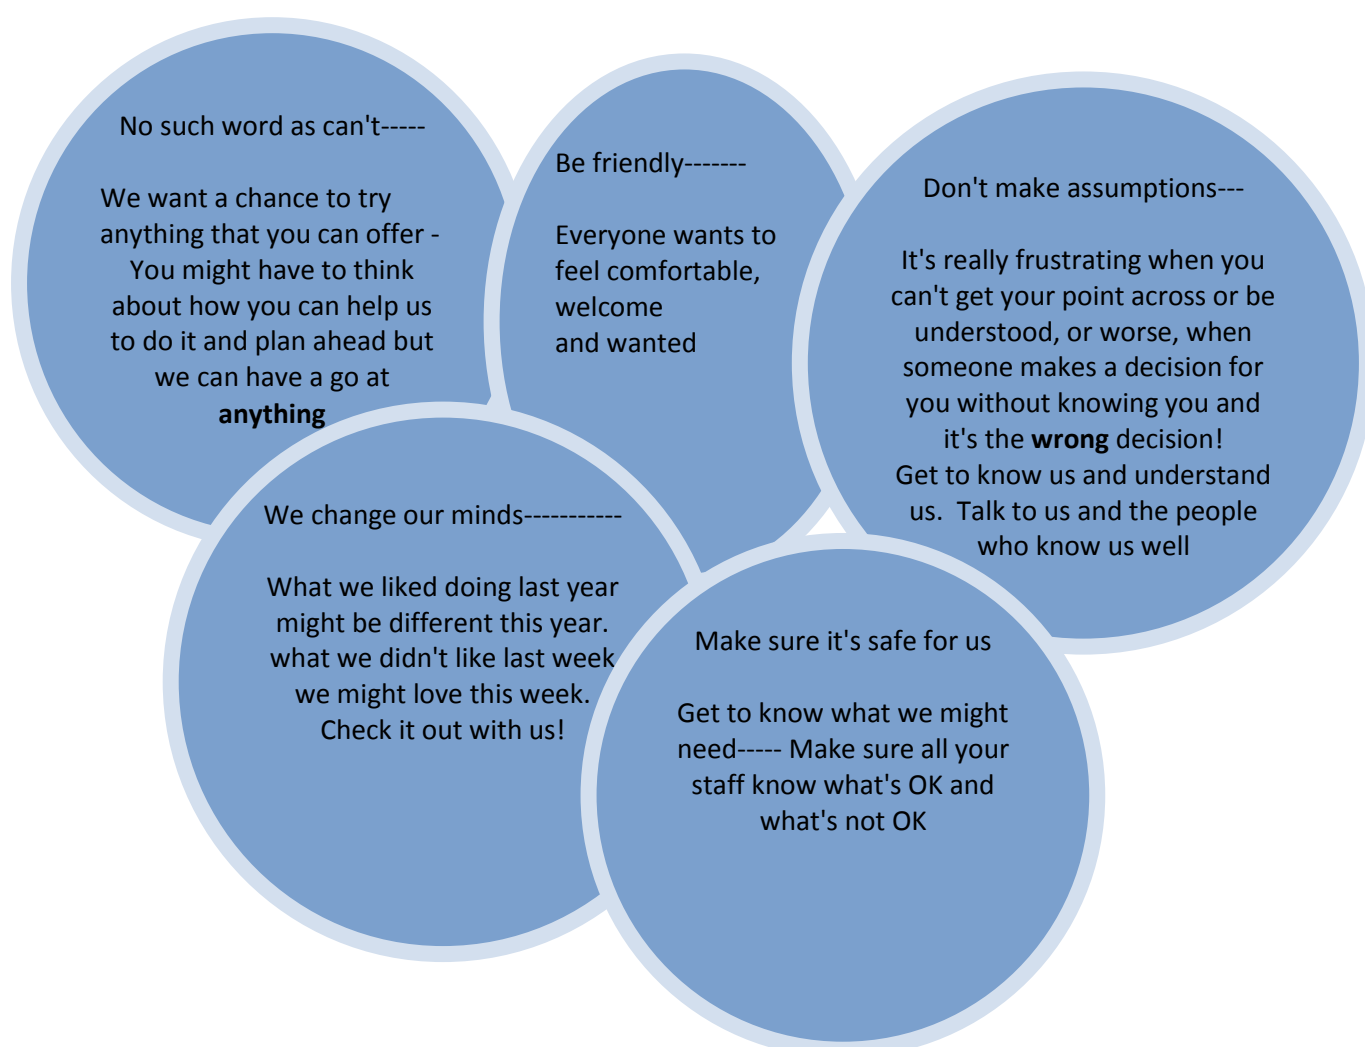 No such word as can't-----
We want a chance to try
anything that you can offer -
You might have to think
about how you can help us
to do it and plan ahead but
we can have a go at
anything
Be friendly-------
Everyone wants to
feel comfortable,
welcome
and wanted
Don't make assumptions---
It's really frustrating when you
can't get your point across or be
understood, or worse, when
someone makes a decision for
you without knowing you and
it's the wrong decision!
Get to know us and understand
us.  Talk to us and the people
who know us well
We change our minds-----------
What we liked doing last year
might be different this year.
what we didn't like last week
we might love this week.
Check it out with us!
Make sure it's safe for us
Get to know what we might
need----- Make sure all your
staff know what's OK and
what's not OK